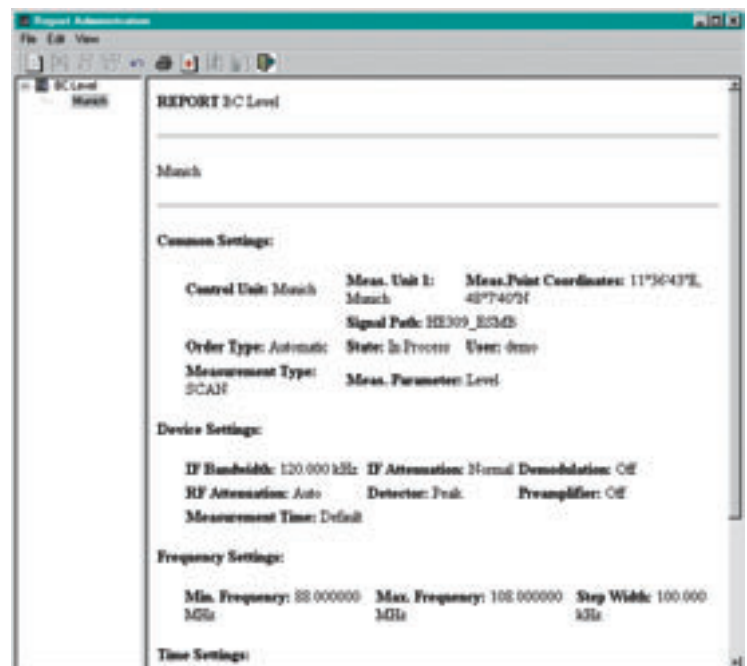 Report Administration
File Edit View
BC Level
Munich
REPORT BC Level
Munich
Common Settings:
Control Unit: Munich
Meas. Unit 1: Munich
Meas.Point Coordinates: 11°36'43"E, 48°7'40"N
Signal Path: HE309_ESMB
Order Type: Automatic State: In Process User: demo
Measurement Type: SCAN
Meas. Parameter: Level
Device Settings:
IF Bandwidth: 120.000 kHz IF Attenuation: Normal Demodulation: Off
RF Attenuation: Auto Detector: Peak Preamplifier: Off
Measurement Time: Default
Frequency Settings:
Min. Frequency: 88.000000 MHz
Max. Frequency: 108.000000 MHz
Step Width: 100.000 kHz
Time Settings: